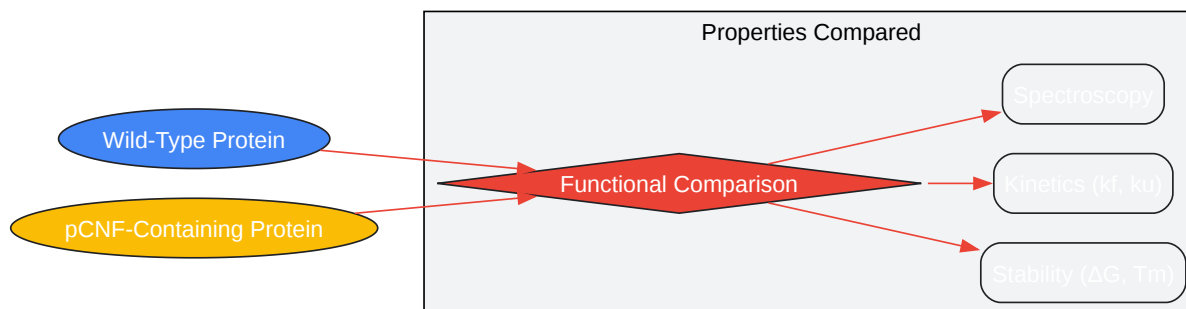 Properties Compared
Spectroscopy
Wild-Type Protein
Functional Comparison
Kinetics (kf, ku)
pCNF-Containing Protein
Stability (ΔG, Tm)